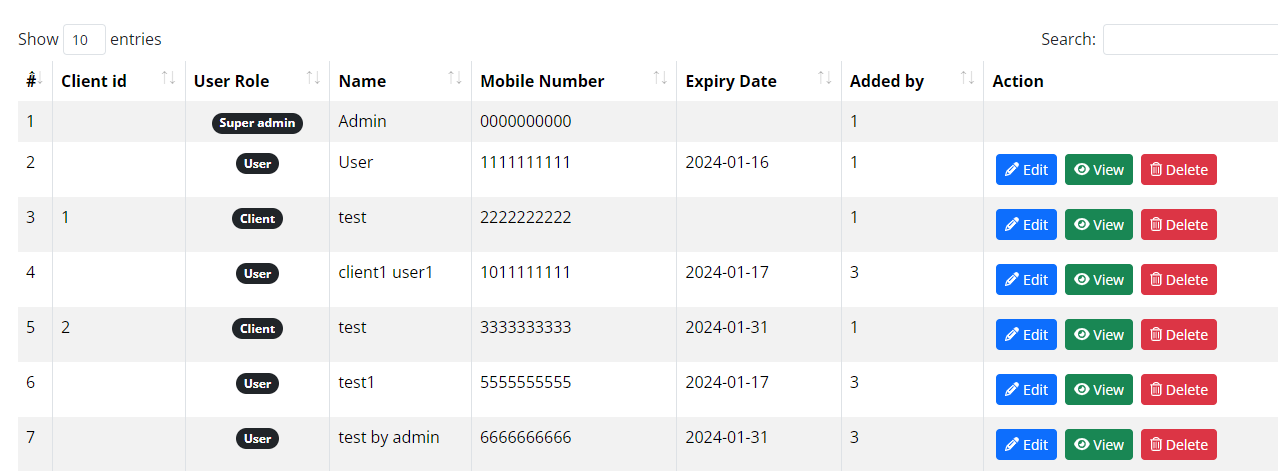 Show 10 entries Search:
# Client id User Role Name Mobile Number Expiry Date Added by Action
1 Super admin Admin 0000000000 1
2 User User 1111111111 2024-01-16 1 Edit View Delete
3 1 Client test 2222222222 1 Edit View Delete
4 User client1 user1 1011111111 2024-01-17 3 Edit View Delete
5 2 Client test 3333333333 2024-01-31 1 Edit View Delete
6 User test1 5555555555 2024-01-17 3 Edit View Delete
7 User test by admin 6666666666 2024-01-31 3 Edit View Delete